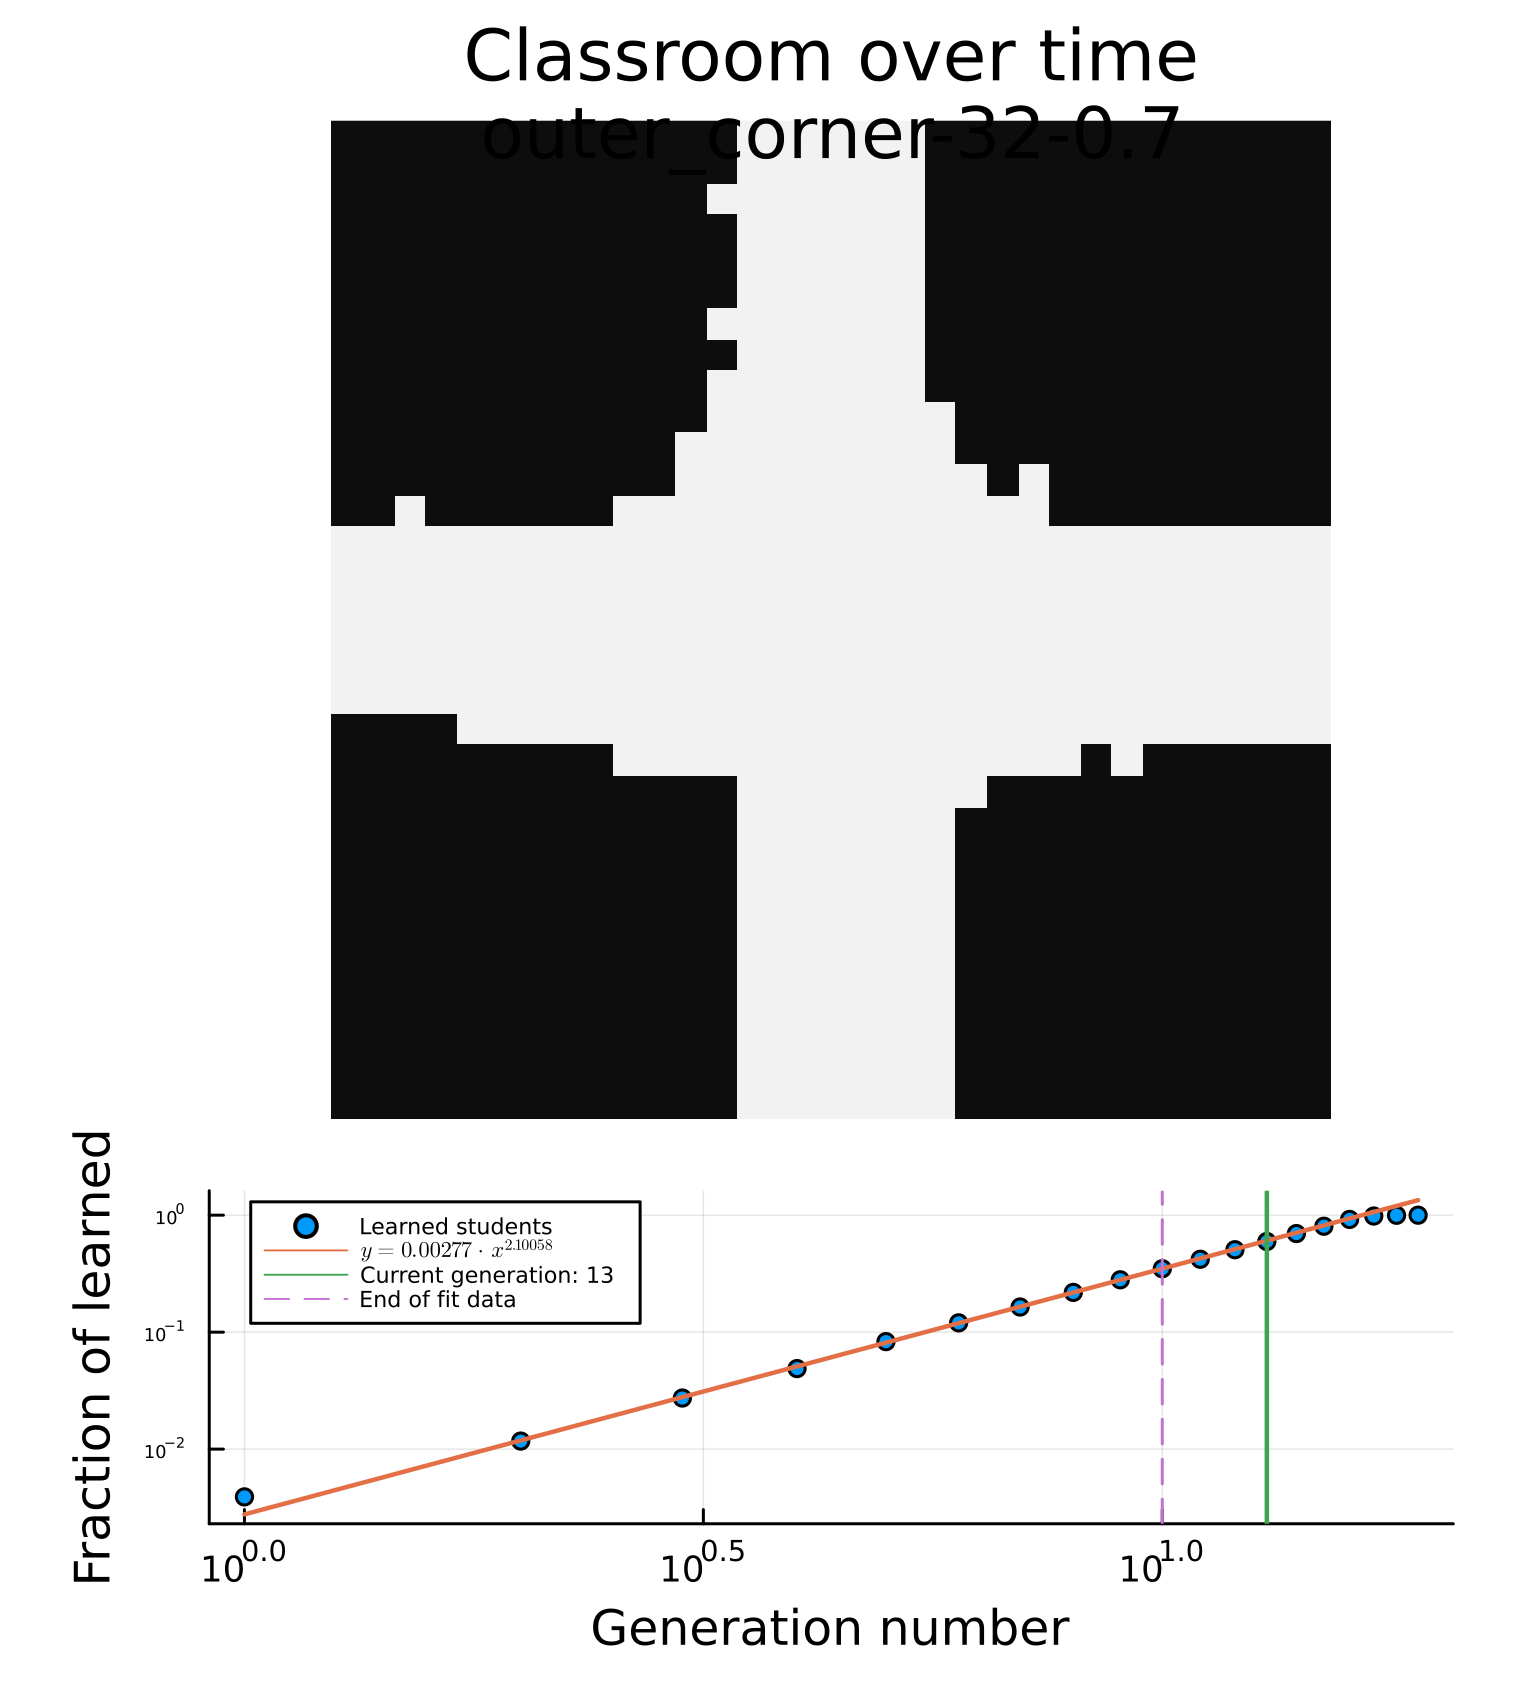 Classroom over time
outer_corner-32-0.7
Fraction of learned
10⁰
10⁻¹
10⁻²
Learned students
y = 0.00277 · x^2.10058
Current generation: 13
End of fit data
10^0.0
10^0.5
10^1.0
Generation number